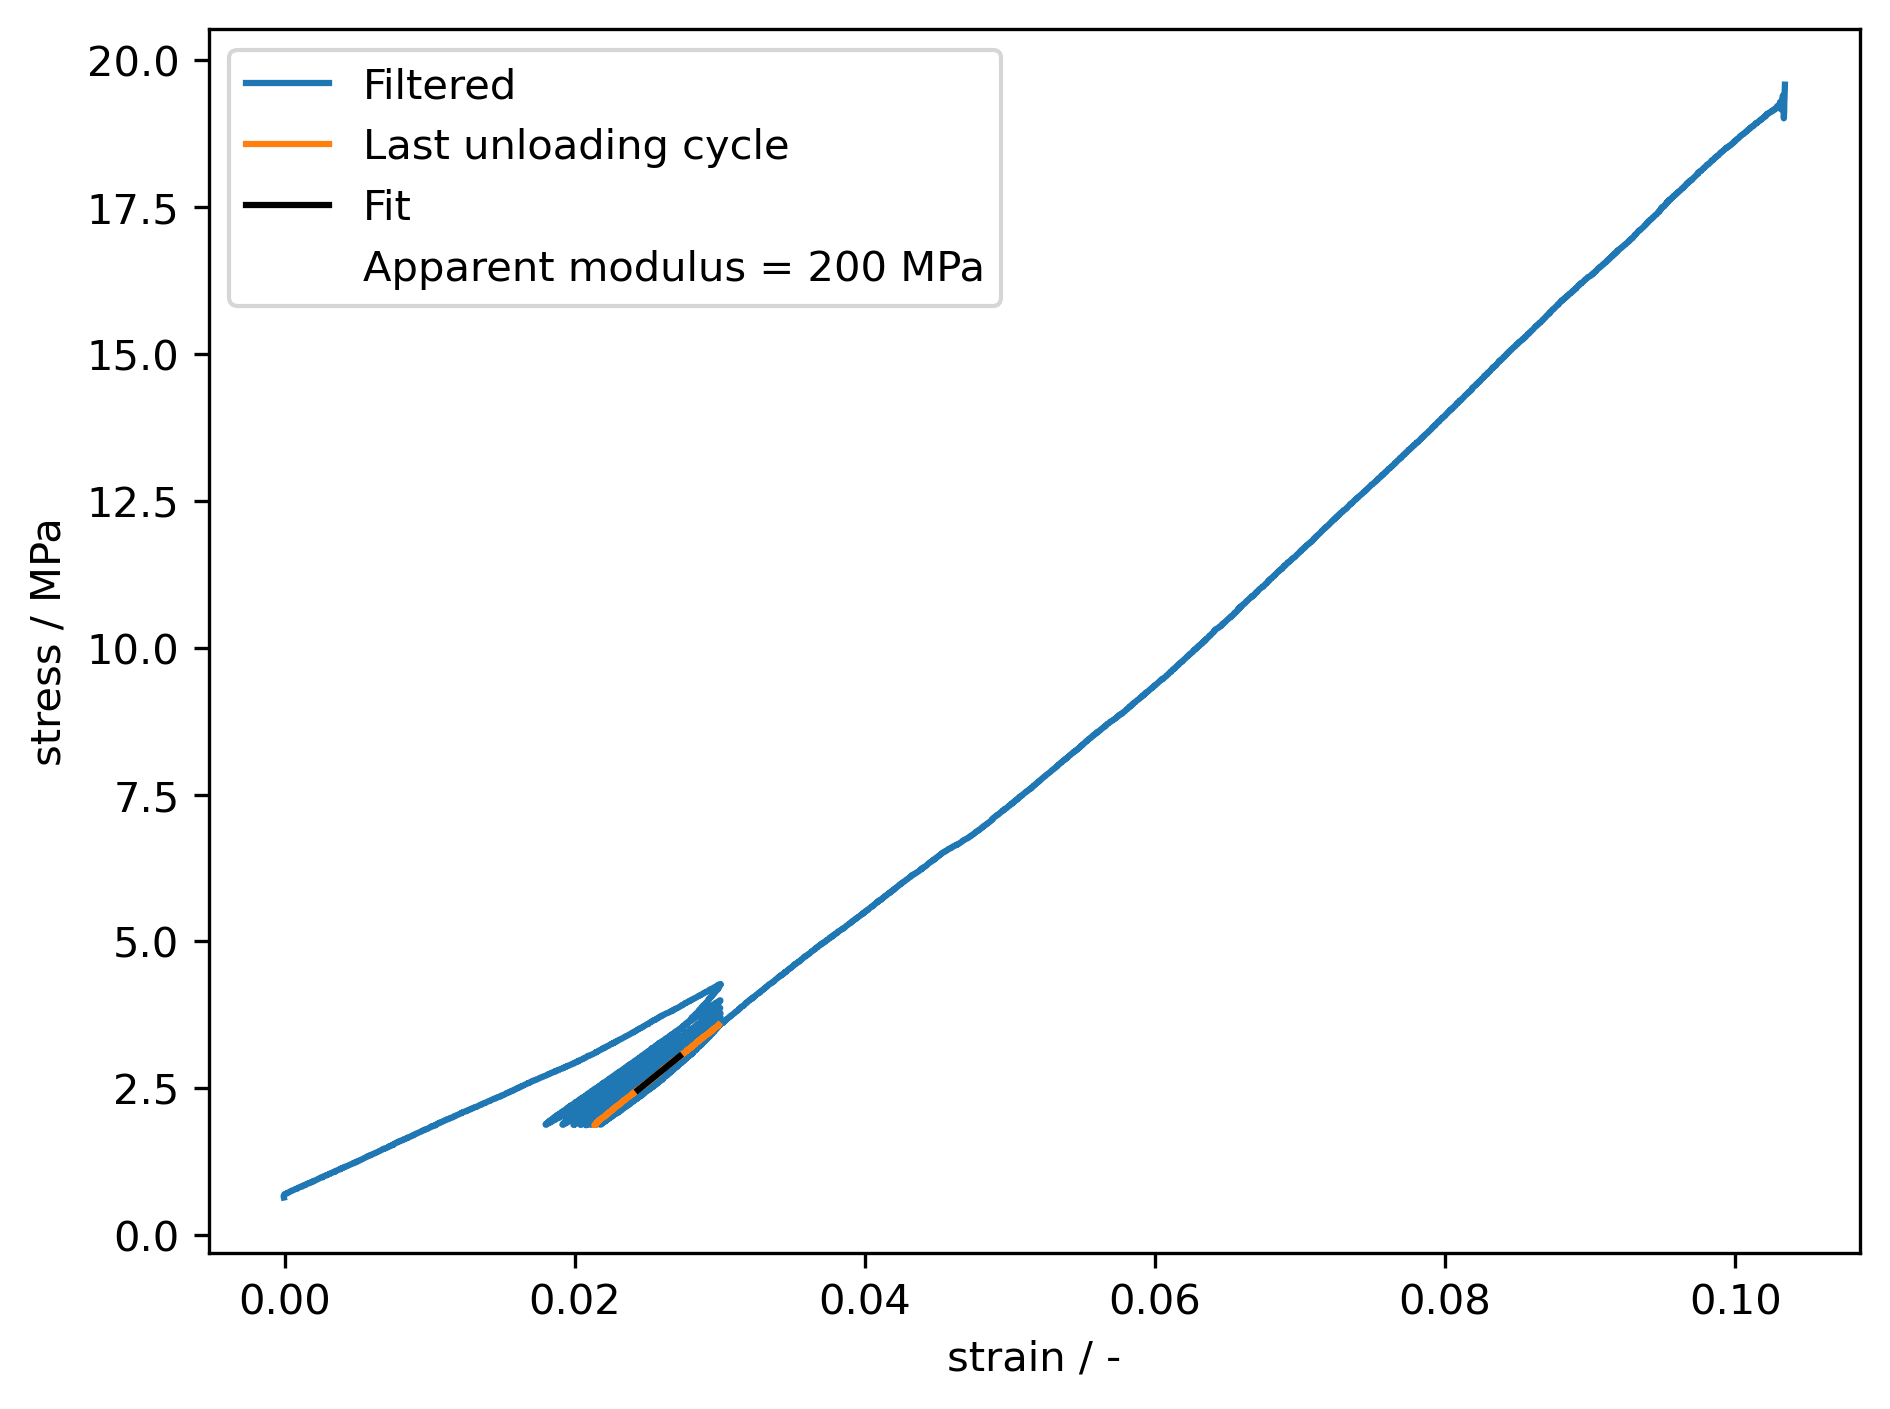 Filtered
Last unloading cycle
Fit
Apparent modulus = 200 MPa
20.0
17.5
15.0
12.5
10.0
7.5
5.0
2.5
0.0
stress / MPa
0.00 0.02 0.04 0.06 0.08 0.10
strain / -